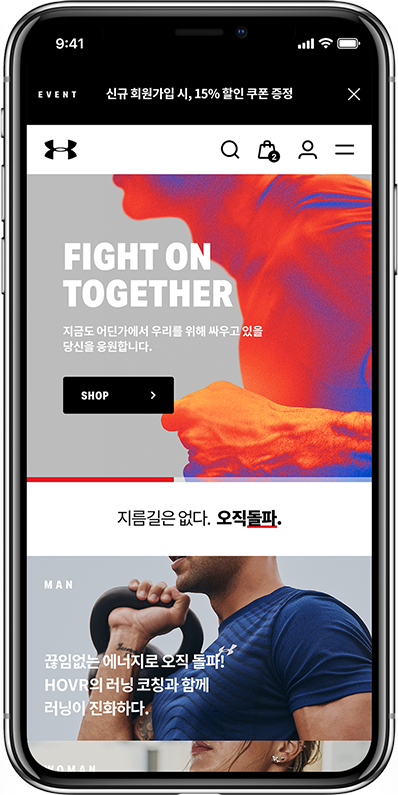 9:41
EVENT 신규 회원가입 시, 15% 할인 쿠폰 증정
2
FIGHT ON
TOGETHER
지금도 어딘가에서 우리를 위해 싸우고 있을
당신을 응원합니다.
SHOP
지름길은 없다. 오직돌파.
MAN
끊임없는 에너지로 오직 돌파!
HOVR의 러닝 코칭과 함께
러닝이 진화하다.
WOMAN